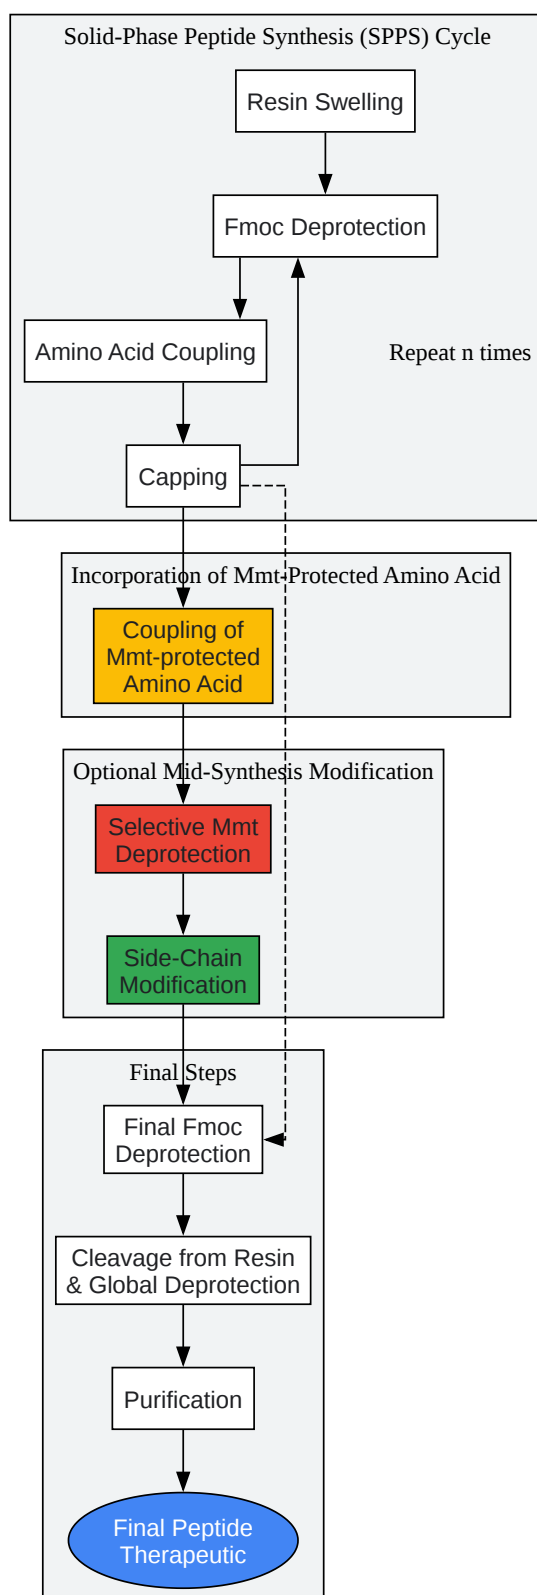 Solid-Phase Peptide Synthesis (SPPS) Cycle
Resin Swelling
Fmoc Deprotection
Amino Acid Coupling
Repeat n times
Capping
Incorporation of Mmt-Protected Amino Acid
Coupling of
Mmt-protected
Amino Acid
Optional Mid-Synthesis Modification
Selective Mmt
Deprotection
Side-Chain
Modification
Final Steps
Final Fmoc
Deprotection
Cleavage from Resin
& Global Deprotection
Purification
Final Peptide
Therapeutic